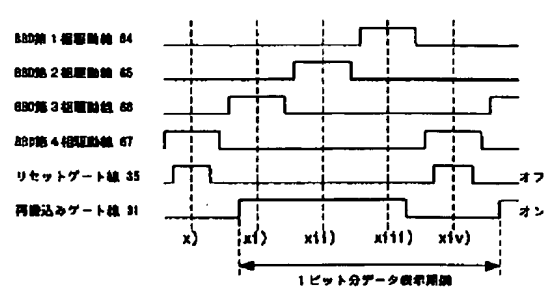 BBD第1相駆動線 64
BBD第2相駆動線 65
BBD第3相駆動線 66
BBD第4相駆動線 67
リセットゲート線 35
オフ
再書込みゲート線 31
オン
x) xi) xii) xiii) xiv)
1ビット分データ表示期間